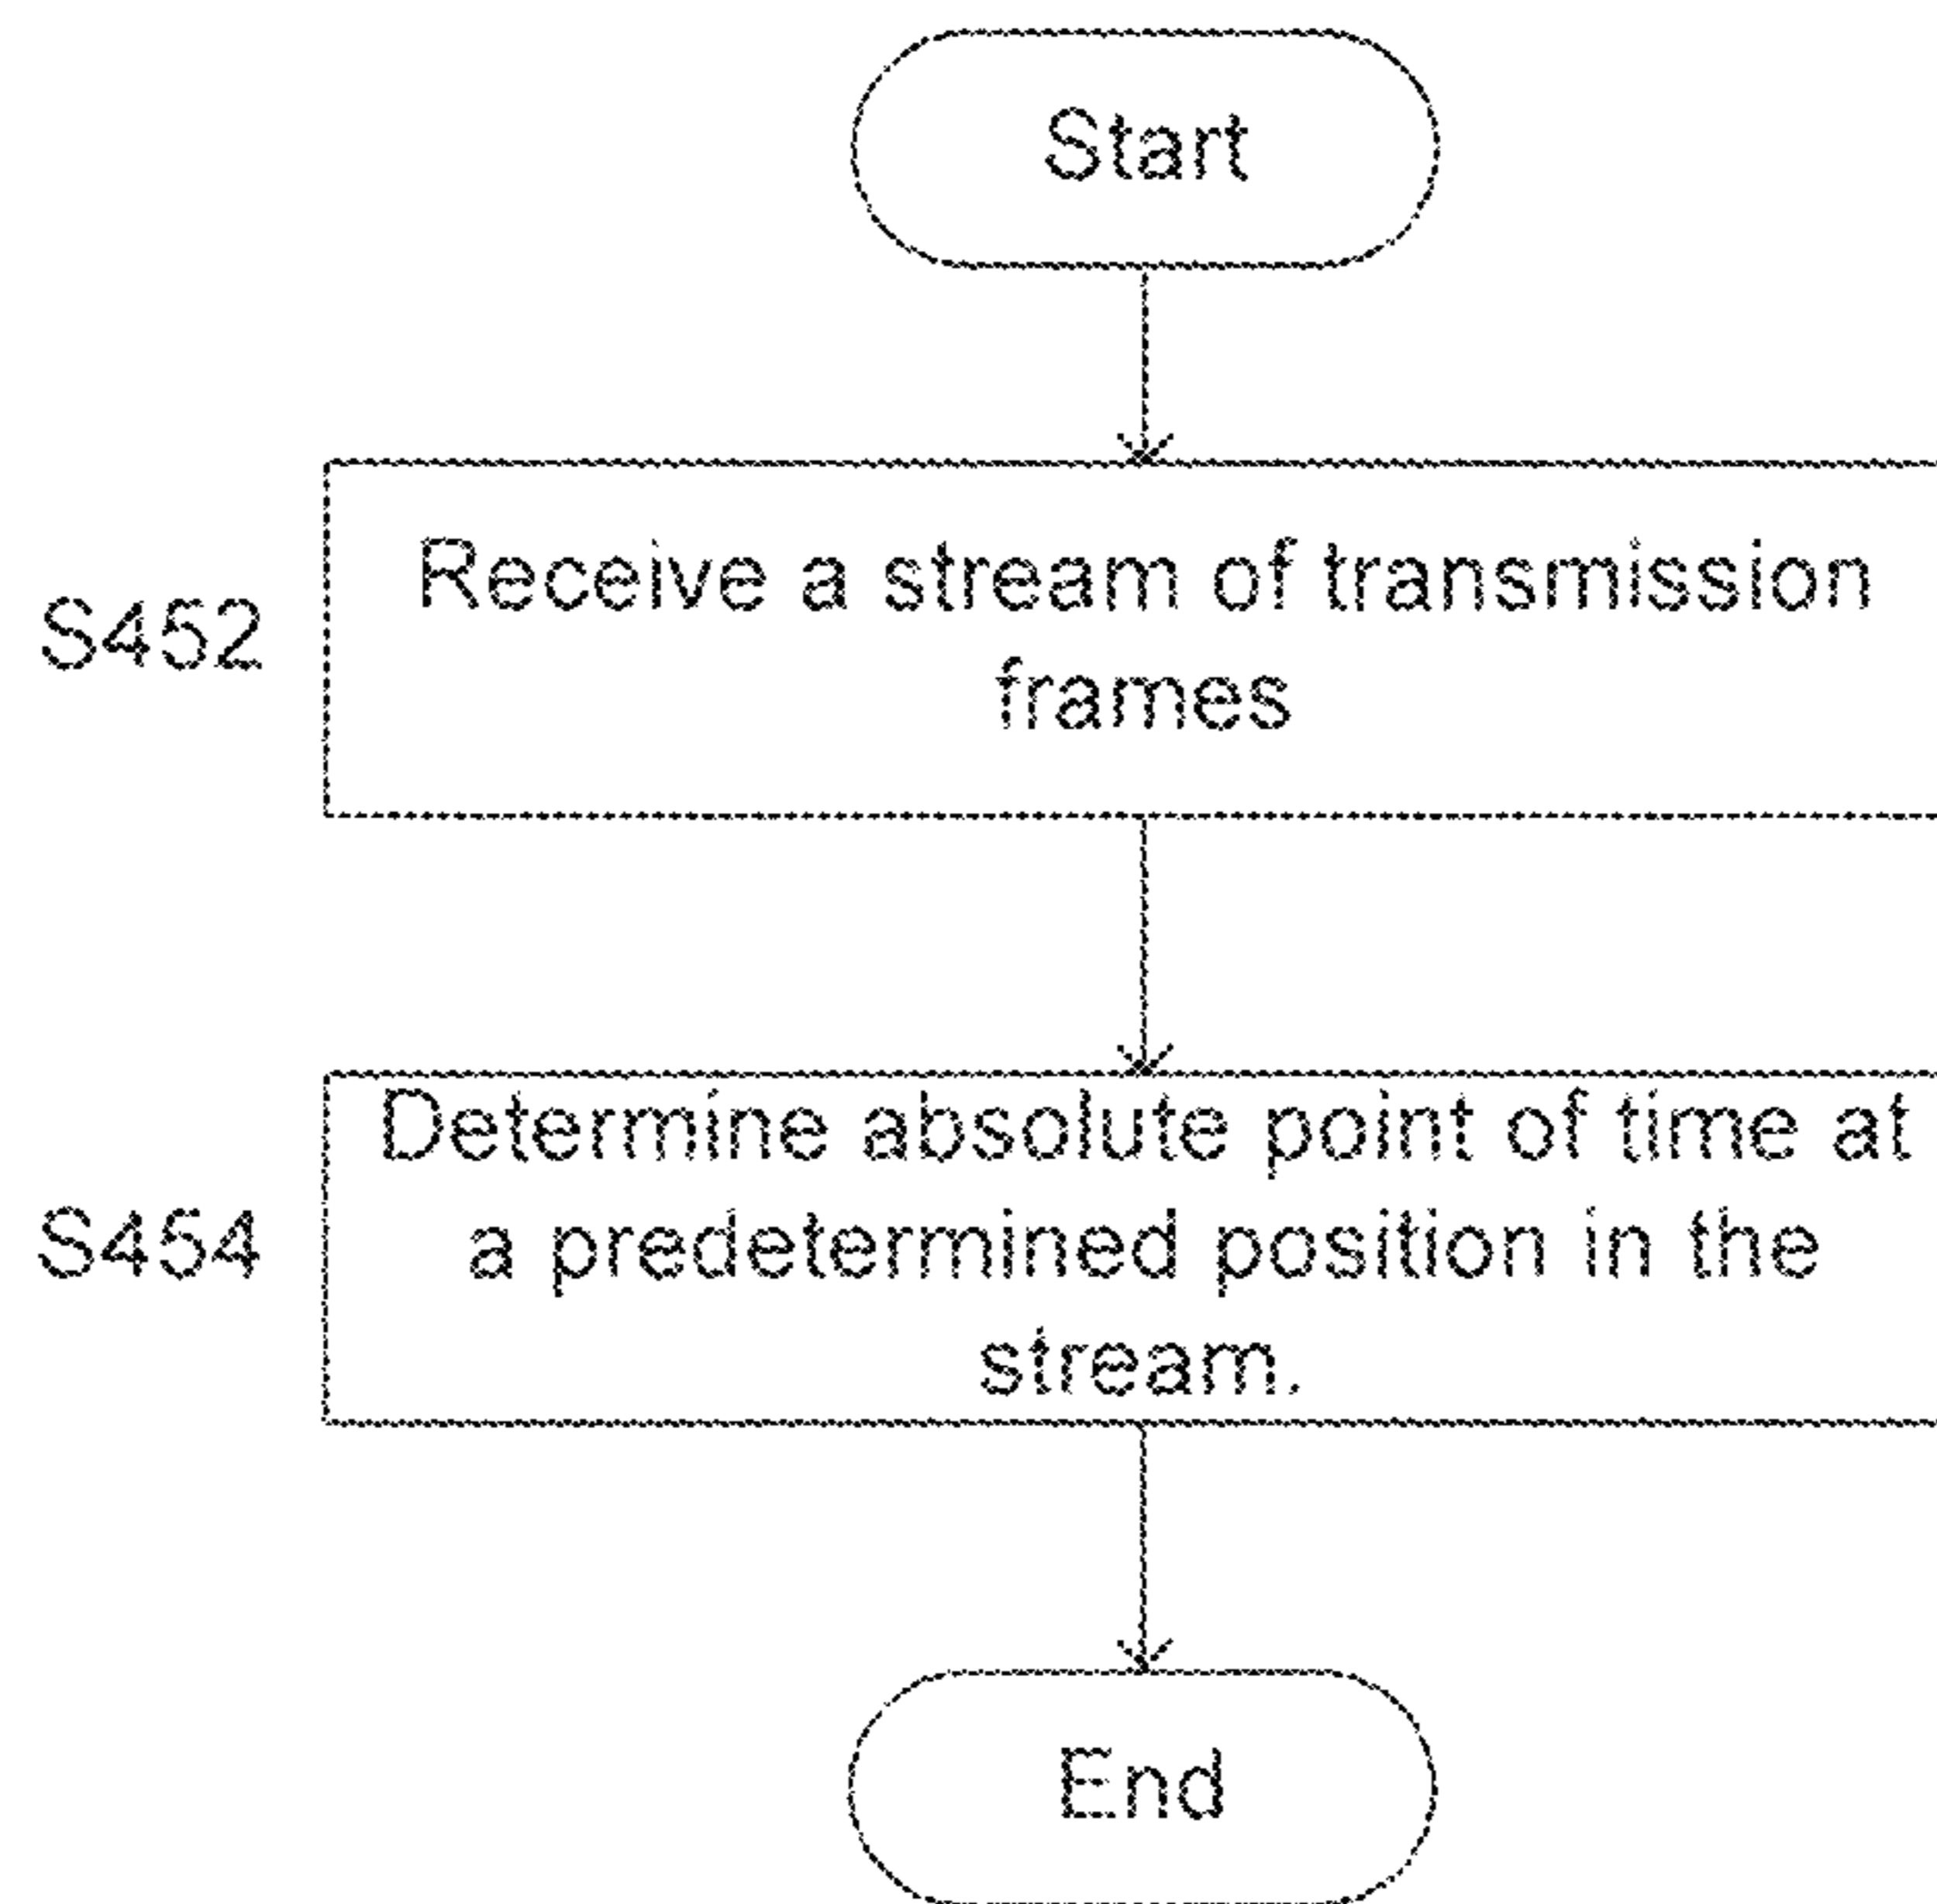 Start
S452
Receive a stream of transmission
frames
S454
Determine absolute point of time at
a predetermined position in the
stream.
End